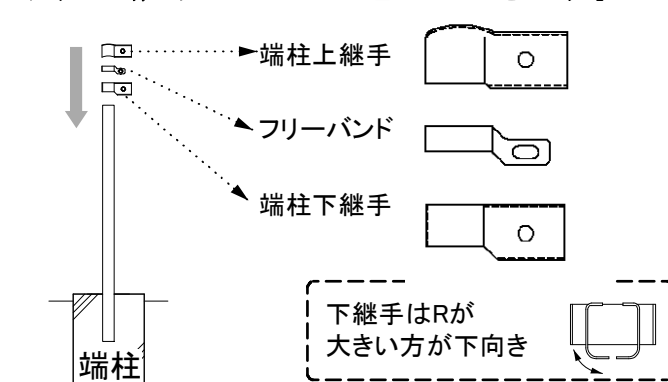 端柱上継手
フリーバンド
端柱下継手
下継手はRが
大きい方が下向き
端柱